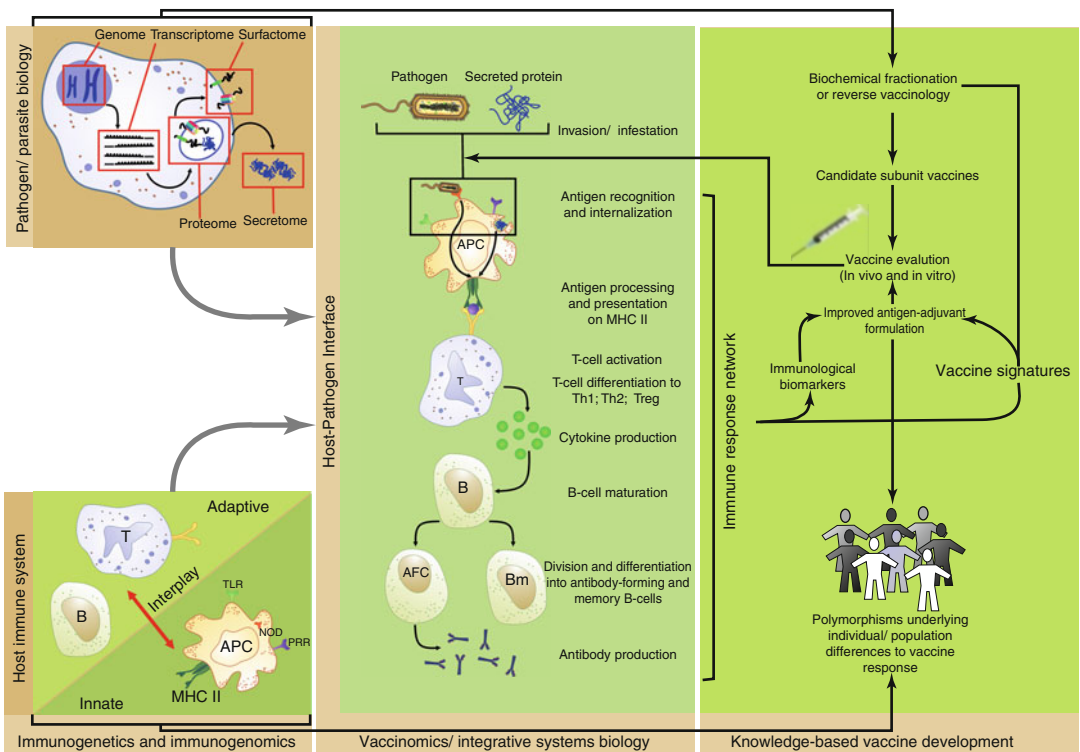 Pathogen/ parasite biology
Genome Transcriptome Surfactome
Proteome
Secretome
Host immune system
Adaptive
T
Interplay
B
TLR
NOD
PRR
APC
MHC II
Innate
Immunogenetics and immunogenomics
Host-Pathogen Interface
Pathogen
Secreted protein
Invasion/ infestation
Antigen recognition
and internalization
APC
Antigen processing
and presentation
on MHC II
T-cell activation
T
T-cell differentiation to
Th1; Th2; Treg
Cytokine production
B
B-cell maturation
AFC
Bm
Division and differentiation
into antibody-forming and
memory B-cells
Antibody production
Immune response network
Vaccinomics/ integrative systems biology
Biochemical fractionation
or reverse vaccinology
Candidate subunit vaccines
Vaccine evalution
(In vivo and in vitro)
Improved antigen-adjuvant
formulation
Immunological
biomarkers
Vaccine signatures
Polymorphisms underlying
individual/ population
differences to vaccine
response
Knowledge-based vaccine development